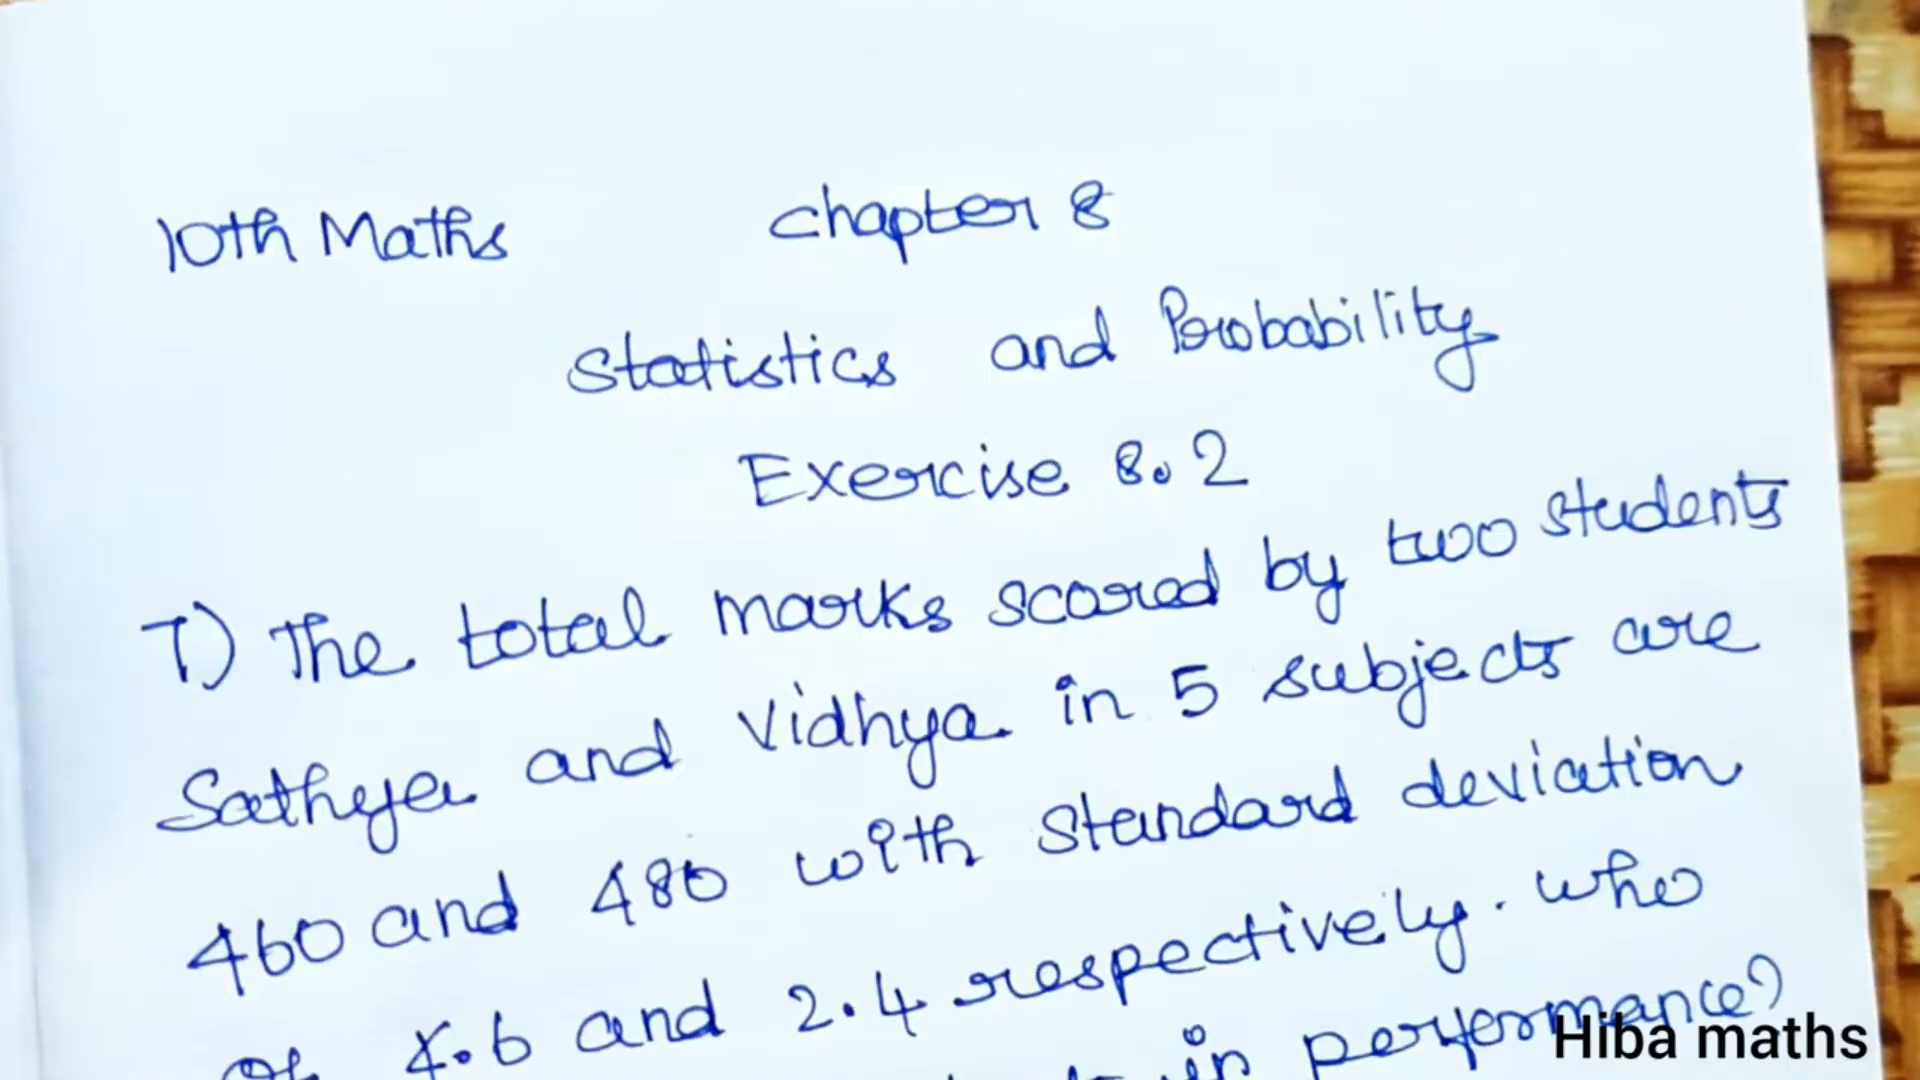 10th Maths chapter 8
Statistics and Probability
Exercise 8.2
7) The total marks scored by two students
Sathya and Vidhya in 5 subjects are
460 and 480 with standard deviation
of 4.6 and 2.4 respectively. who
in performance?
Hiba maths